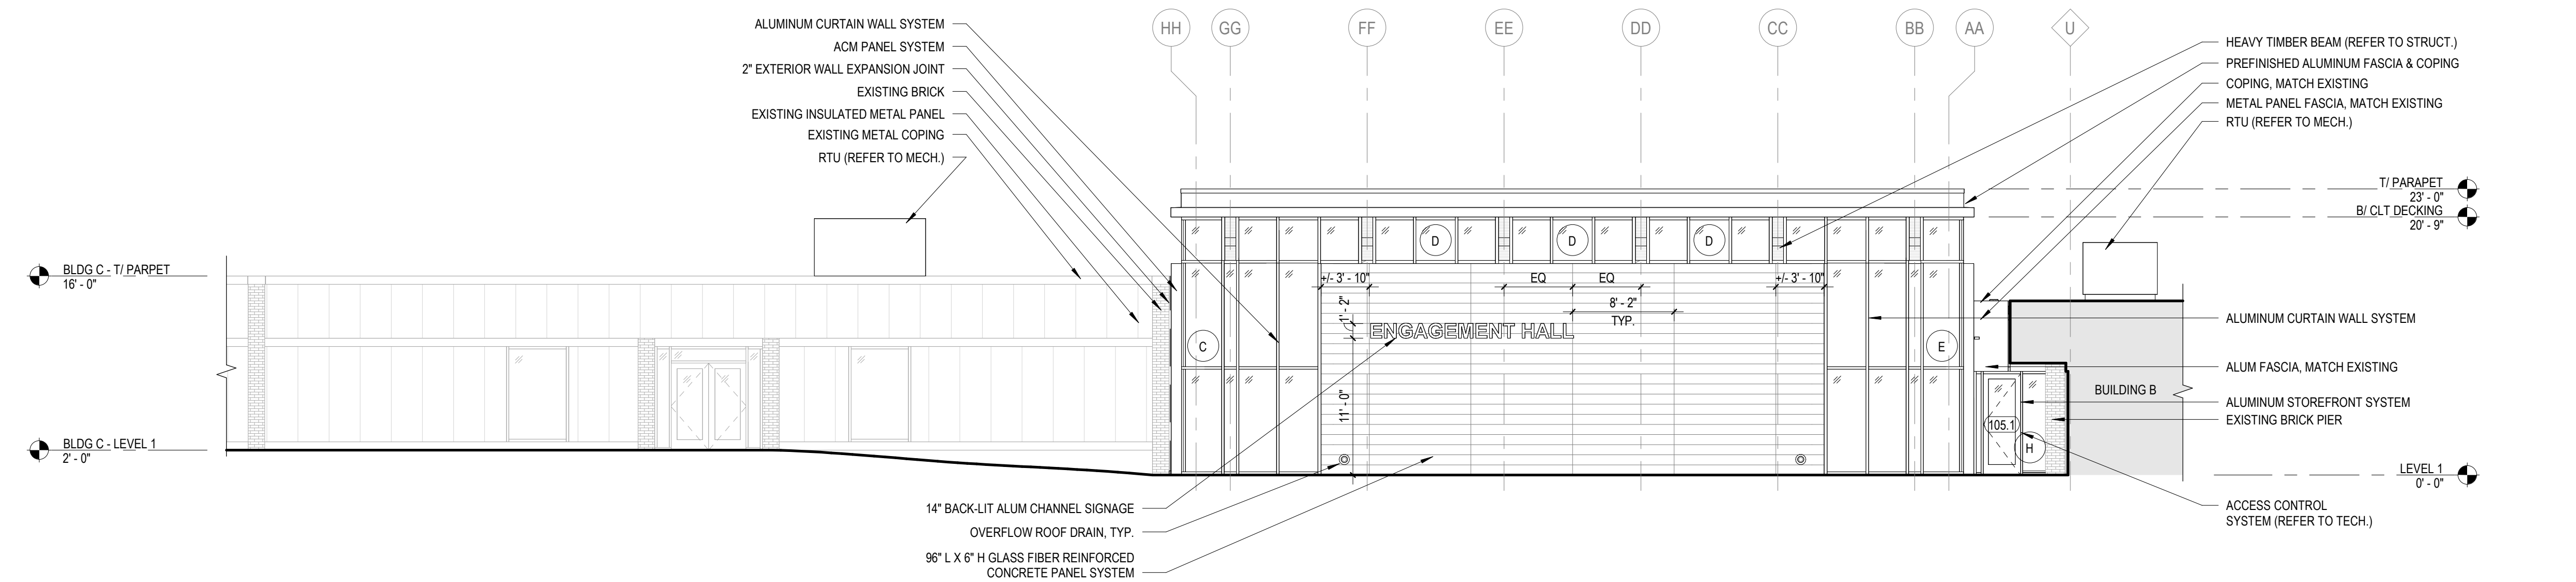 HH GG FF EE DD CC BB AA U
ALUMINUM CURTAIN WALL SYSTEM
ACM PANEL SYSTEM
2" EXTERIOR WALL EXPANSION JOINT
EXISTING BRICK
EXISTING INSULATED METAL PANEL
EXISTING METAL COPING
RTU (REFER TO MECH.)
HEAVY TIMBER BEAM (REFER TO STRUCT.)
PREFINISHED ALUMINUM FASCIA & COPING
COPING, MATCH EXISTING
METAL PANEL FASCIA, MATCH EXISTING
RTU (REFER TO MECH.)
T/ PARAPET
23' - 0"
B/ CLT DECKING
20' - 9"
BLDG C - T/ PARPET
16' - 0"
D D D
+/- 3' - 10" EQ EQ +/- 3' - 10"
8' - 2"
TYP.
1' - 2"
ENGAGEMENT HALL
C E
11' - 0"
ALUMINUM CURTAIN WALL SYSTEM
ALUM FASCIA, MATCH EXISTING
BUILDING B
ALUMINUM STOREFRONT SYSTEM
EXISTING BRICK PIER
105.1
H
BLDG C - LEVEL 1
2' - 0"
LEVEL 1
0' - 0"
14" BACK-LIT ALUM CHANNEL SIGNAGE
OVERFLOW ROOF DRAIN, TYP.
96" L X 6" H GLASS FIBER REINFORCED
CONCRETE PANEL SYSTEM
ACCESS CONTROL
SYSTEM (REFER TO TECH.)